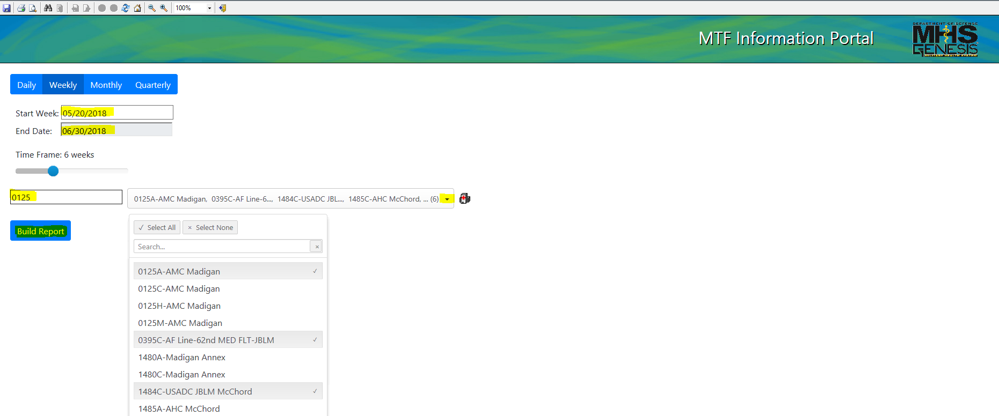 100%
MTF Information Portal
DEPARTMENT OF DEFENSE
MHS
GENESIS
MILITARY HEALTH SYSTEM
Daily Weekly Monthly Quarterly
Start Week: 05/20/2018
End Date: 06/30/2018
Time Frame: 6 weeks
0125
0125A-AMC Madigan, 0395C-AF Line-6..., 1484C-USADC JBL..., 1485C-AHC McChord, ... (6)
Build Report
✓ Select All × Select None
Search... ×
0125A-AMC Madigan ✓
0125C-AMC Madigan
0125H-AMC Madigan
0125M-AMC Madigan
0395C-AF Line-62nd MED FLT-JBLM ✓
1480A-Madigan Annex
1480C-Madigan Annex
1484C-USADC JBLM McChord ✓
1485A-AHC McChord